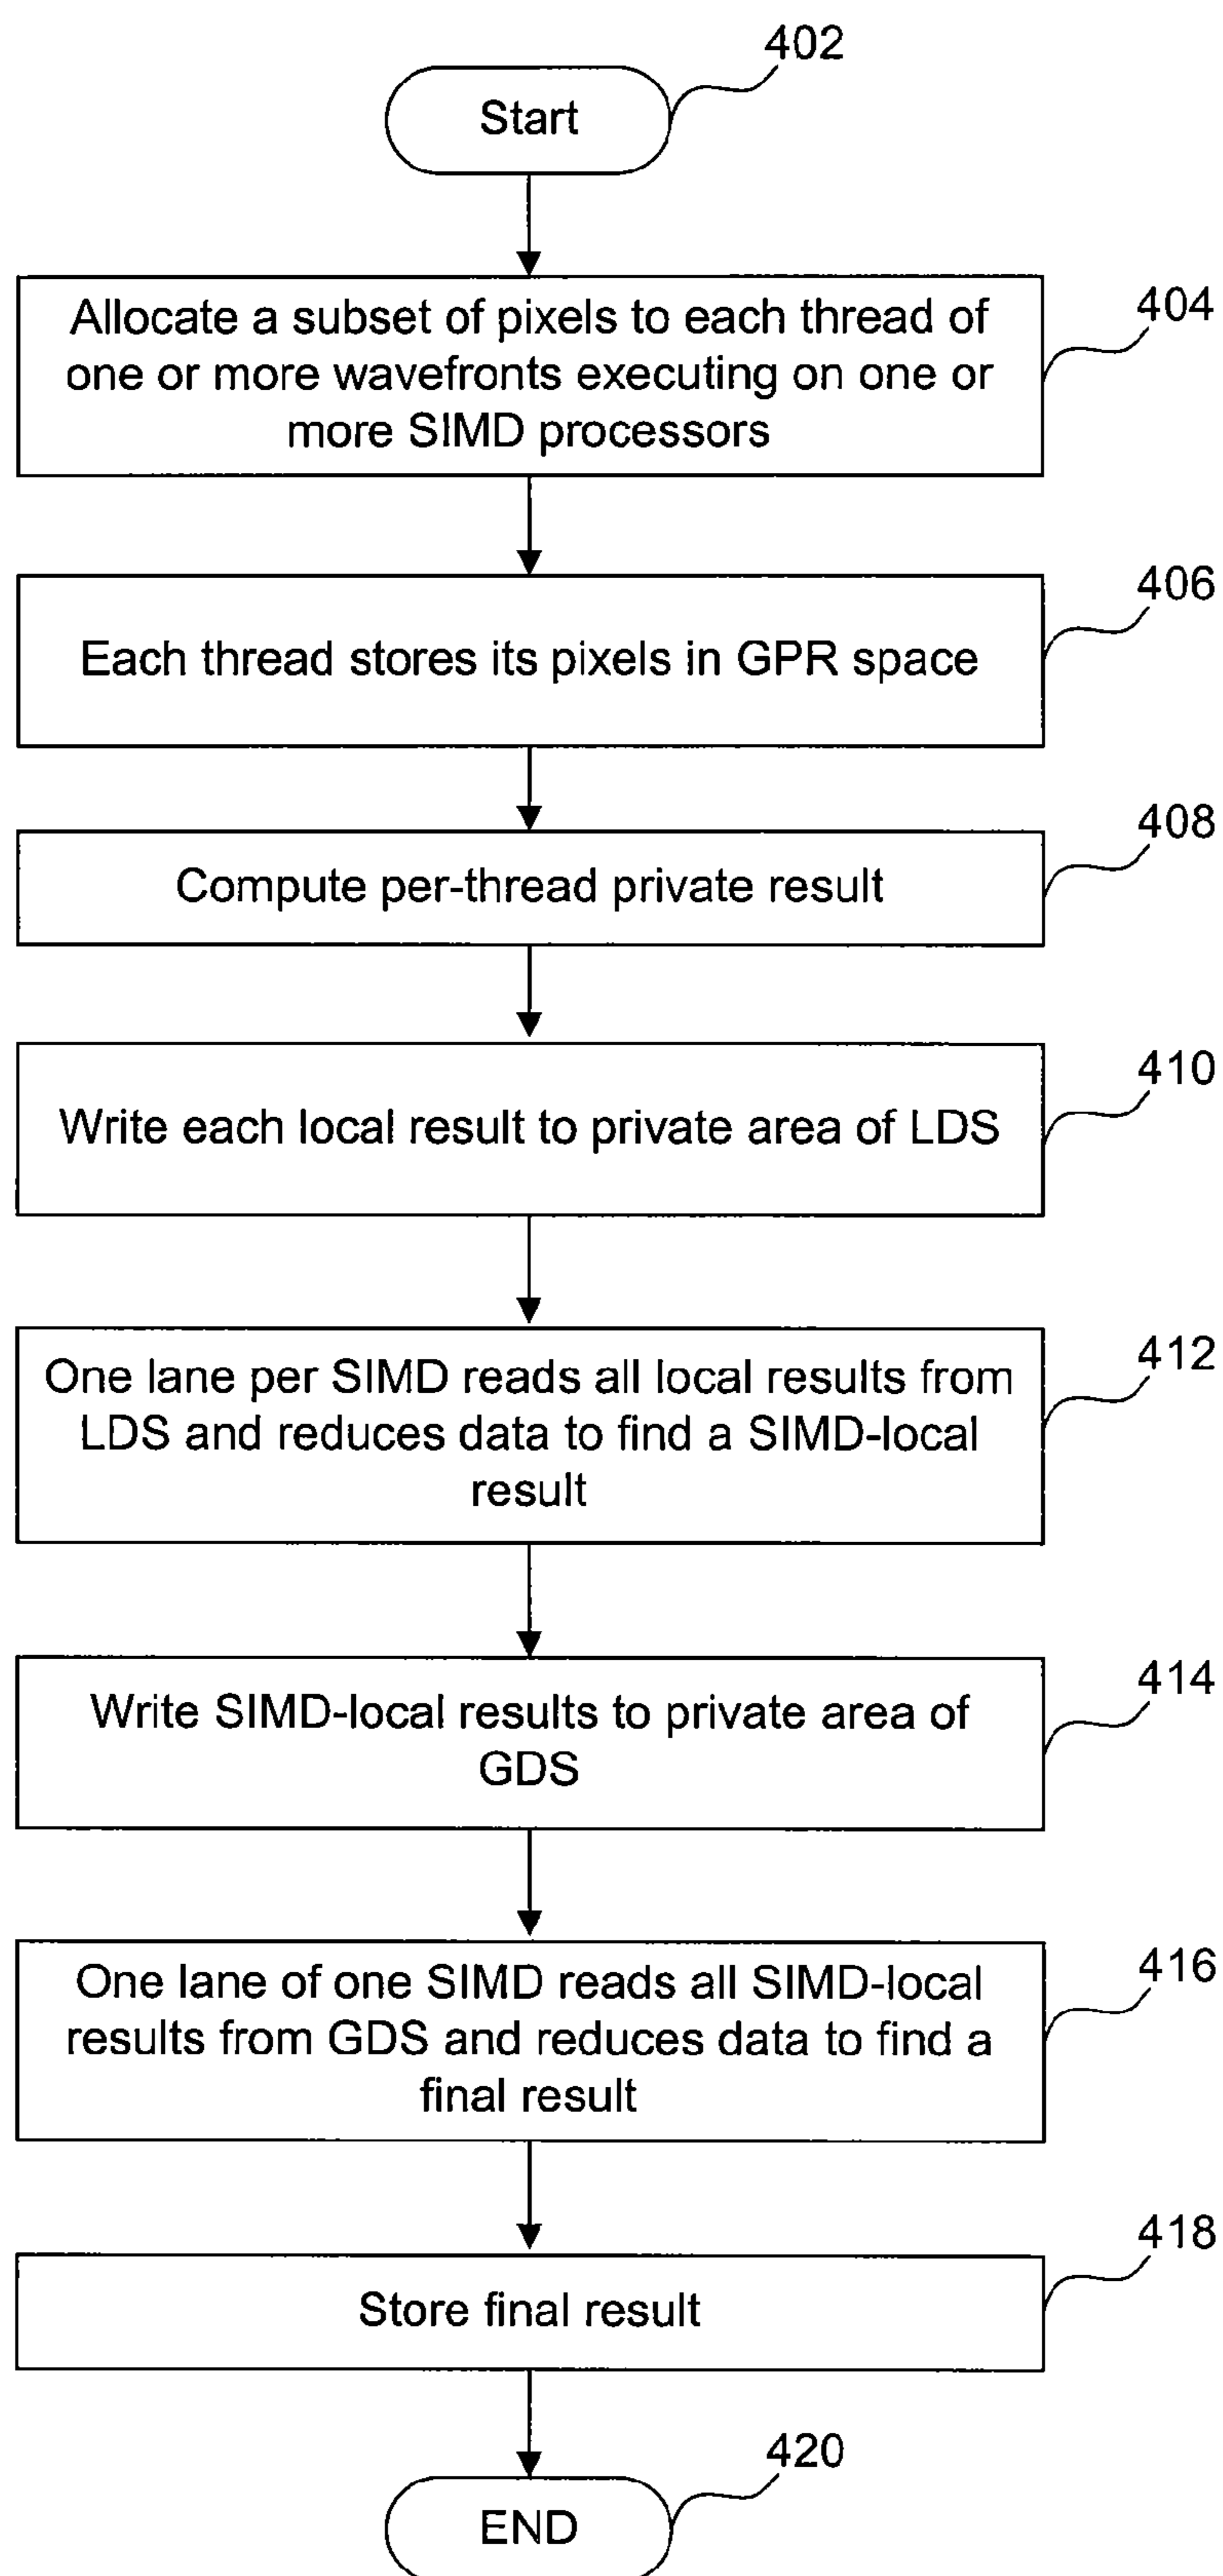 402
Start
404
Allocate a subset of pixels to each thread of
one or more wavefronts executing on one or
more SIMD processors
406
Each thread stores its pixels in GPR space
408
Compute per-thread private result
410
Write each local result to private area of LDS
412
One lane per SIMD reads all local results from
LDS and reduces data to find a SIMD-local
result
414
Write SIMD-local results to private area of
GDS
416
One lane of one SIMD reads all SIMD-local
results from GDS and reduces data to find a
final result
418
Store final result
420
END